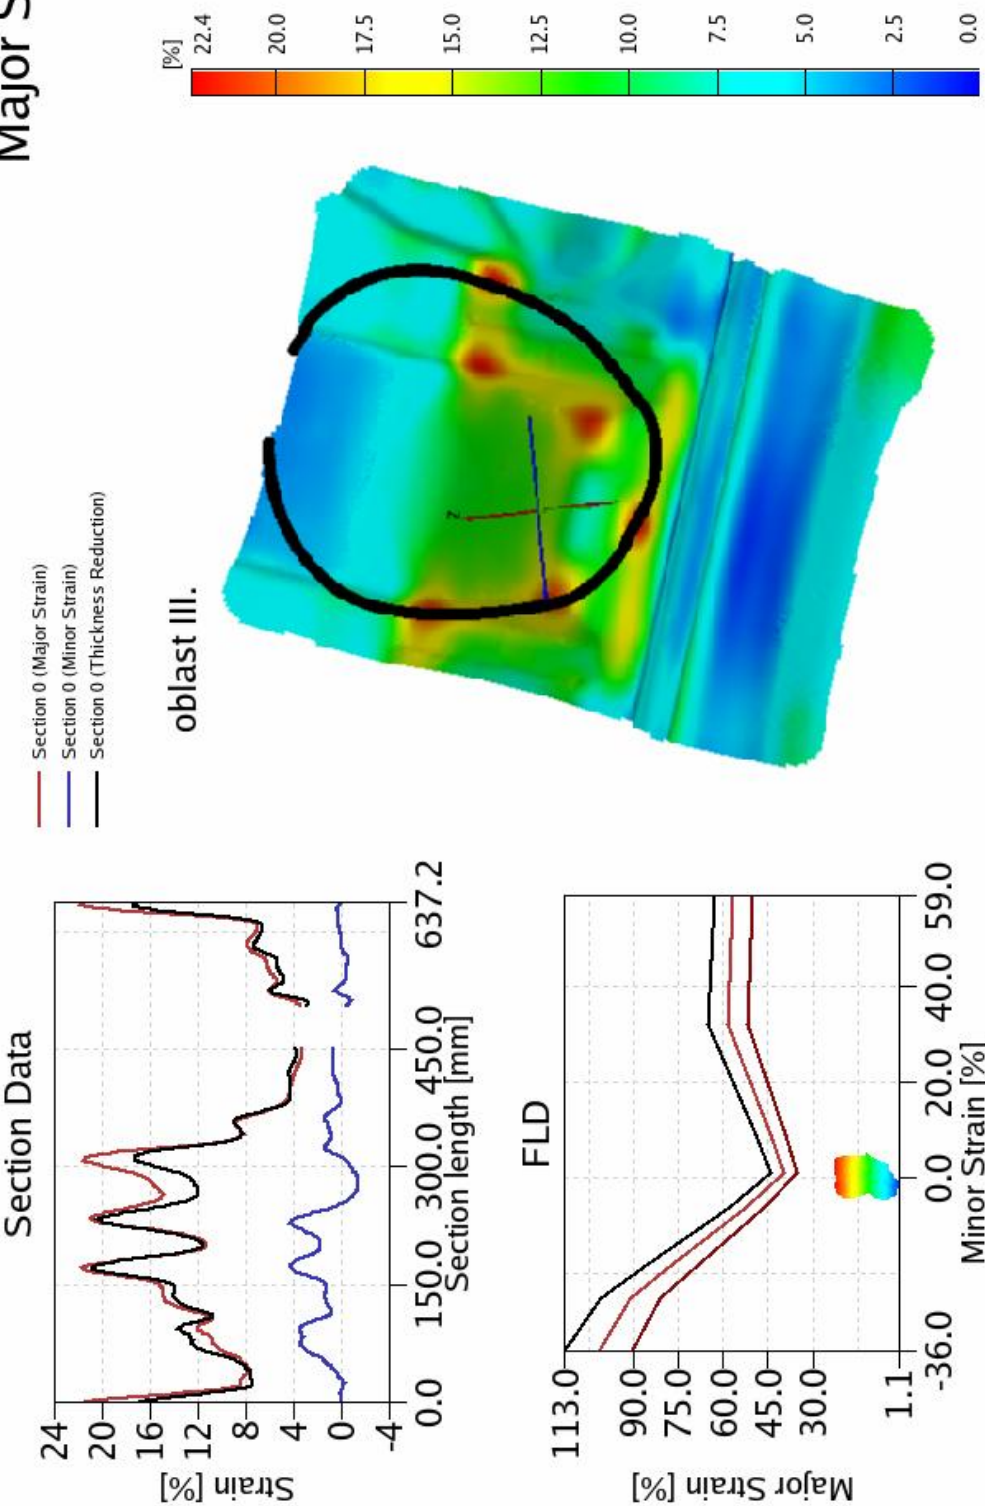 Major S
Section Data
Section 0 (Major Strain)
Section 0 (Minor Strain)
Section 0 (Thickness Reduction)
24
20
16
12
8
4
0
-4
Strain [%]
0.0 150.0 300.0 450.0 637.2
Section length [mm]
oblast III.
Z
FLD
113.0
90.0
75.0
60.0
45.0
30.0
1.1
Major Strain [%]
-36.0 0.0 20.0 40.0 59.0
Minor Strain [%]
[%]
22.4
20.0
17.5
15.0
12.5
10.0
7.5
5.0
2.5
0.0